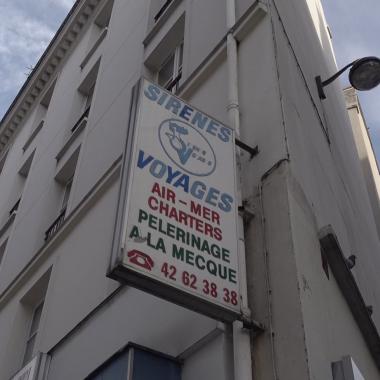 SIRENES
VOYAGES
AIR - MER
CHARTERS
PELERINAGE
A LA MECQUE
42 62 38 38